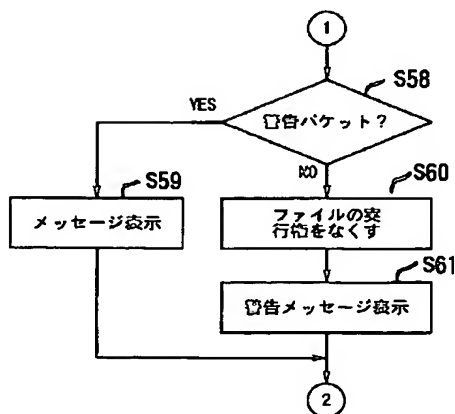 1
S58
YES
警告パケット？
NO
S59
S60
メッセージ表示
ファイルの実
行権をなくす
S61
警告メッセージ表示
2